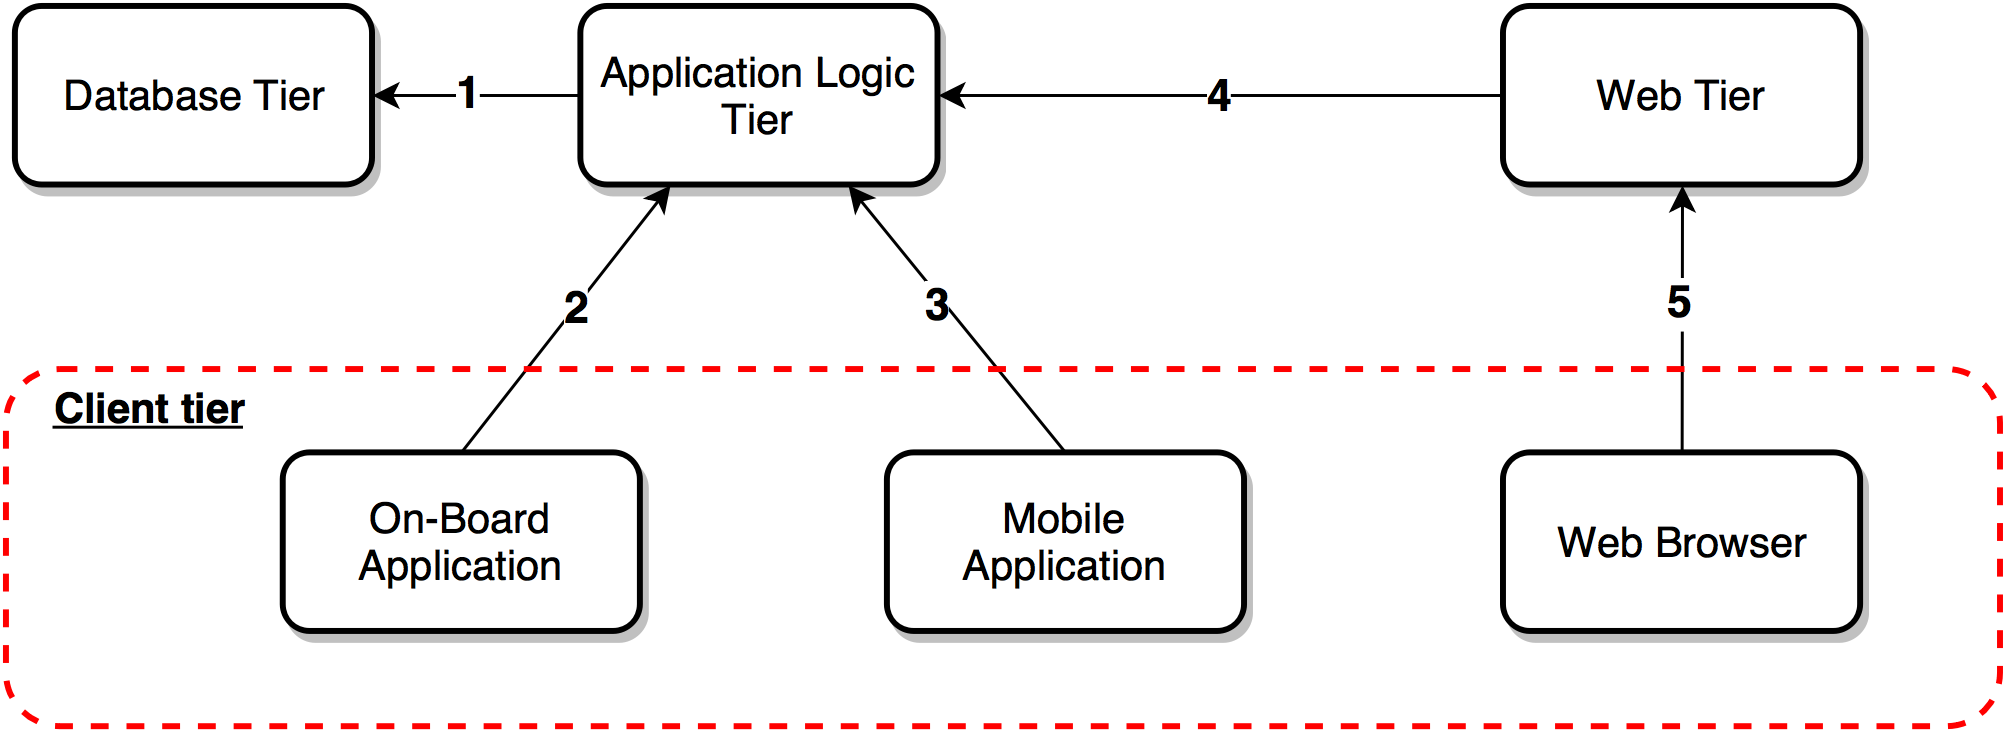 Database Tier
1
Application Logic
Tier
4
Web Tier
2
3
5
Client tier
On-Board
Application
Mobile
Application
Web Browser